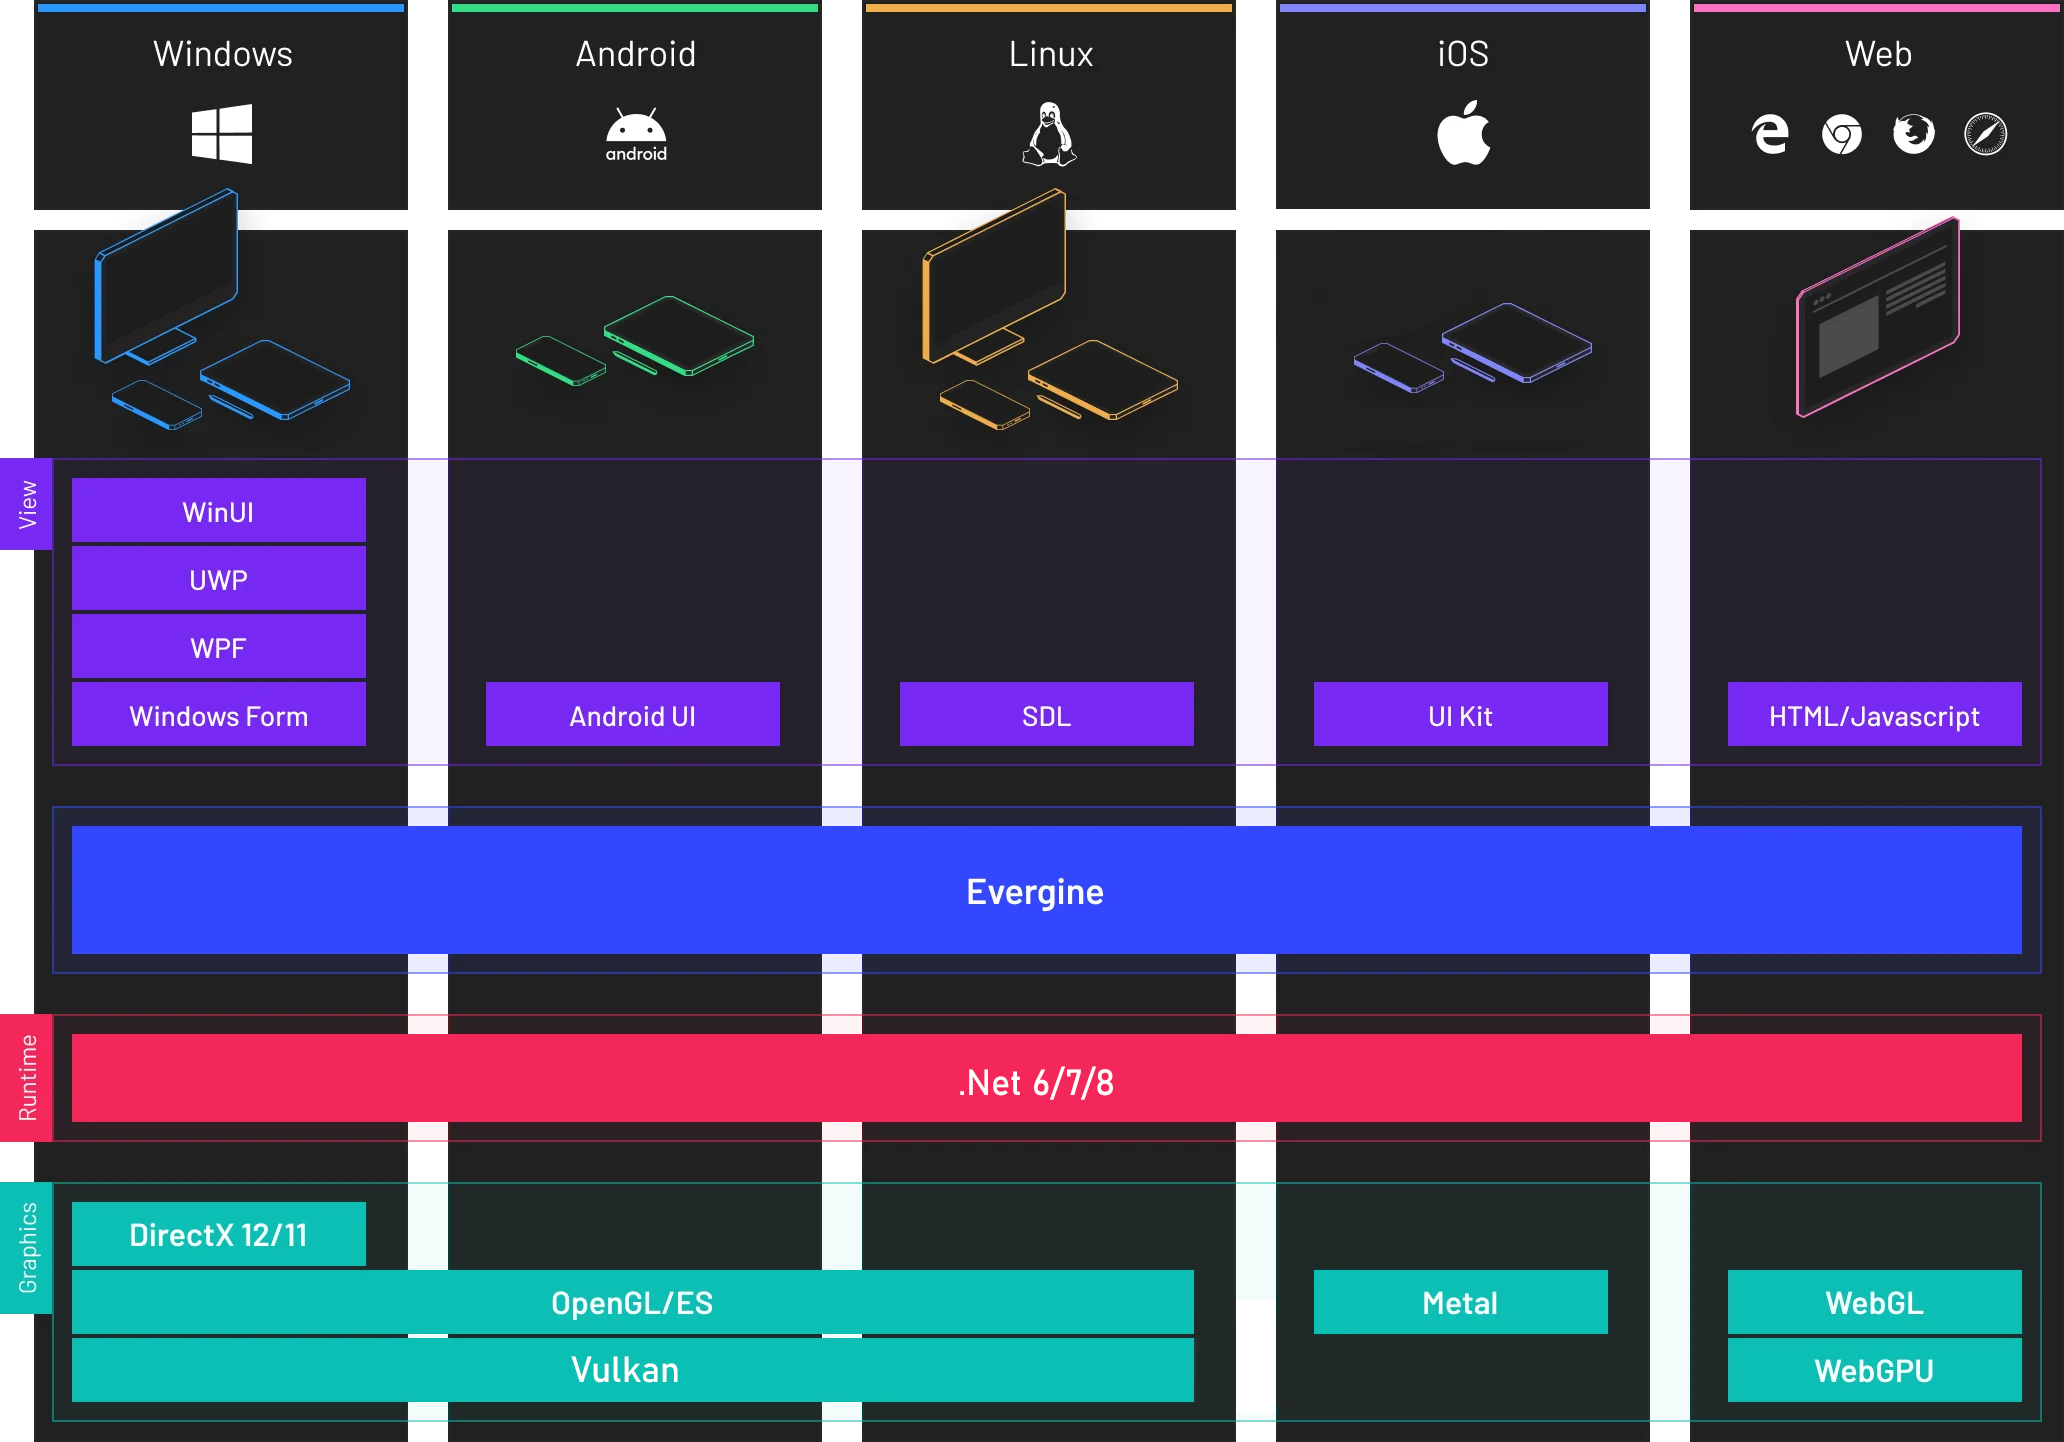 Windows
Android
Linux
iOS
Web
android
View
WinUI
UWP
WPF
Windows Form
Android UI
SDL
UI Kit
HTML/Javascript
Evergine
Runtime
.Net 6/7/8
Graphics
DirectX 12/11
OpenGL/ES
Metal
WebGL
Vulkan
WebGPU